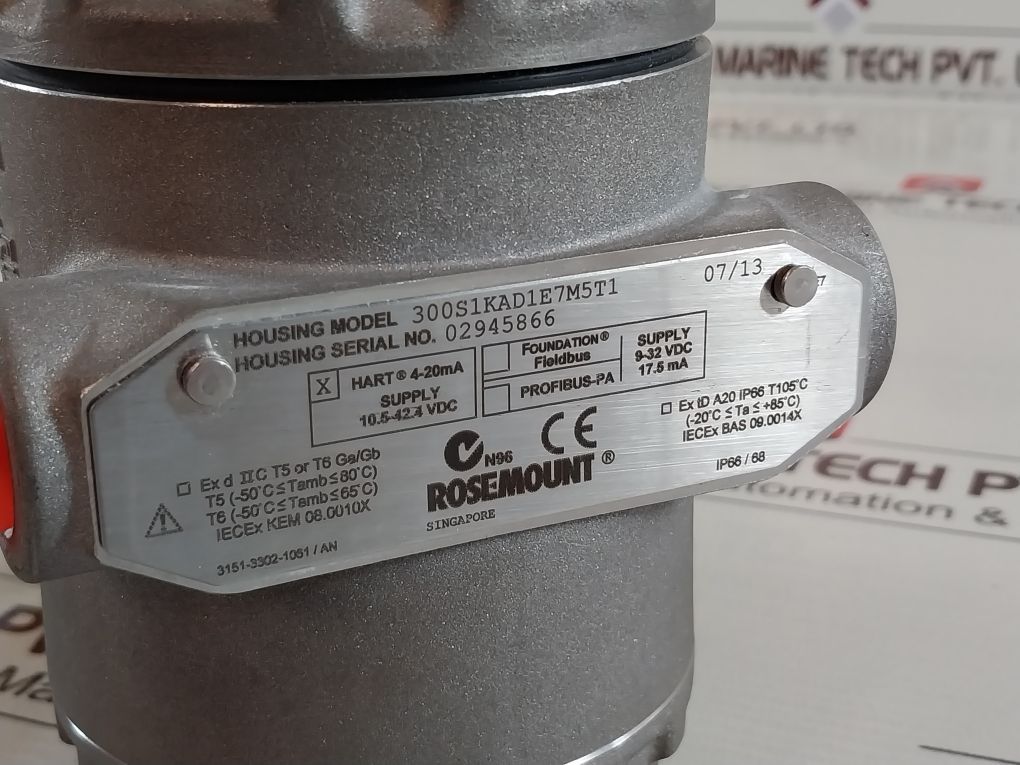 MARINE TECH PVT.
HOUSING MODEL 300S1KAD1E7M5T1
07/13
HOUSING SERIAL NO. 02945866
X HART® 4-20mA
SUPPLY
10.5-42.4 VDC
FOUNDATION®
Fieldbus
PROFIBUS-PA
SUPPLY
9-32 VDC
17.5 mA
Ex d IIC T5 or T6 Ga/Gb
T5 (-50°C ≤ Tamb ≤ 80°C)
T6 (-50°C ≤ Tamb ≤ 65°C)
IECEx KEM 08.0010X
3151-3302-1051 / AN
N96
CE
ROSEMOUNT®
SINGAPORE
Ex tD A20 IP66 T105°C
(-20°C ≤ Ta ≤ +85°C)
IECEx BAS 09.0014X
IP66 / 68
TECH P
tomation &